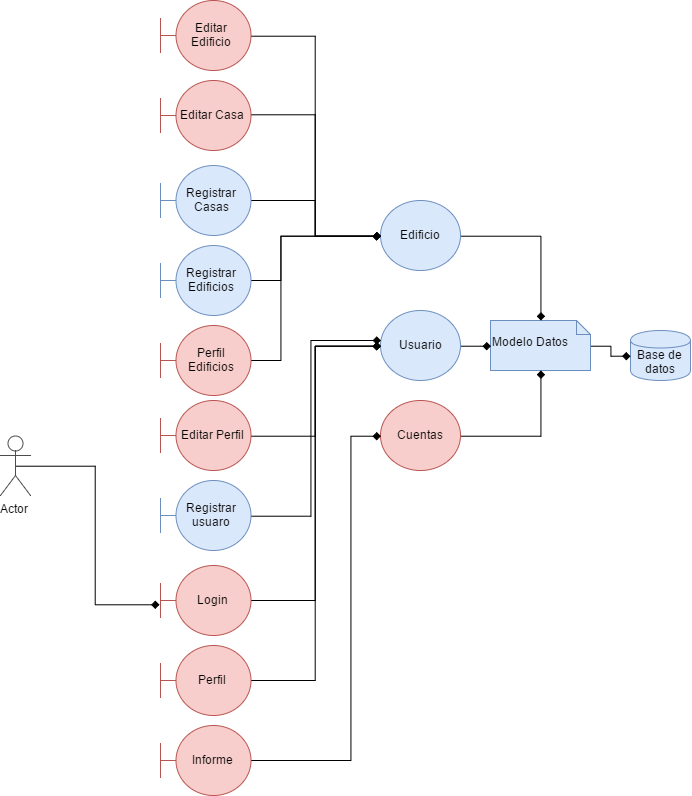 Editar
Edificio
Editar Casa
Registrar
Casas
Registrar
Edificios
Perfil
Edificios
Editar Perfil
Registrar
usuaro
Login
Perfil
Informe
Actor
Edificio
Usuario
Cuentas
Modelo Datos
Base de
datos